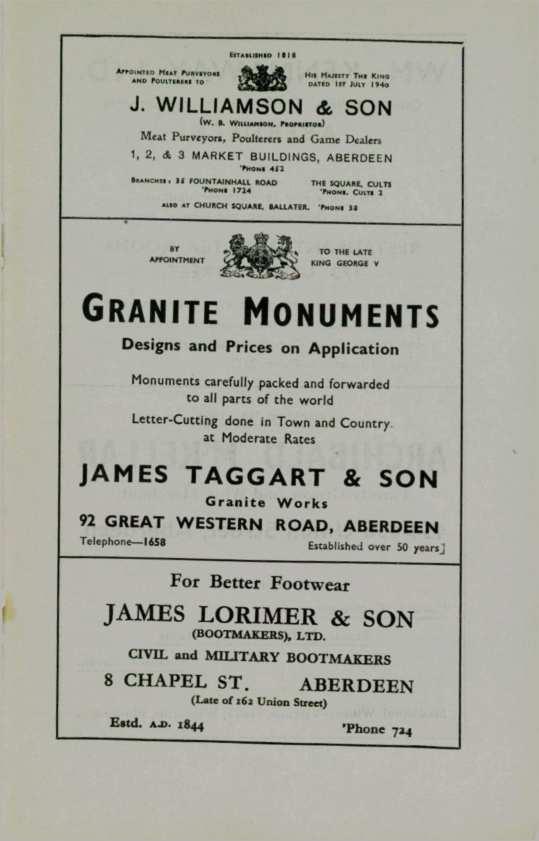 ESTABLISHED 1818
APPOINTED MEAT PURVEYORS
AND POULTERERS TO
HIS MAJESTY THE KING
DATED 1ST JULY 1940
J. WILLIAMSON & SON
(W. B. WILLIAMSON, PROPRIETOR)
Meat Purveyors, Poulterers and Game Dealers
1, 2, & 3 MARKET BUILDINGS, ABERDEEN
'PHONE 452
BRANCHES: 35 FOUNTAINHALL ROAD
'PHONE 1724
THE SQUARE, CULTS
'PHONE, CULTS 2
ALSO AT CHURCH SQUARE, BALLATER. 'PHONE 38
BY
APPOINTMENT
TO THE LATE
KING GEORGE V
GRANITE MONUMENTS
Designs and Prices on Application
Monuments carefully packed and forwarded
to all parts of the world
Letter-Cutting done in Town and Country.
at Moderate Rates
JAMES TAGGART & SON
Granite Works
92 GREAT WESTERN ROAD, ABERDEEN
Telephone—1658
Established over 50 years]
For Better Footwear
JAMES LORIMER & SON
(BOOTMAKERS), LTD.
CIVIL and MILITARY BOOTMAKERS
8 CHAPEL ST. ABERDEEN
(Late of 162 Union Street)
Estd. A.D. 1844
'Phone 724